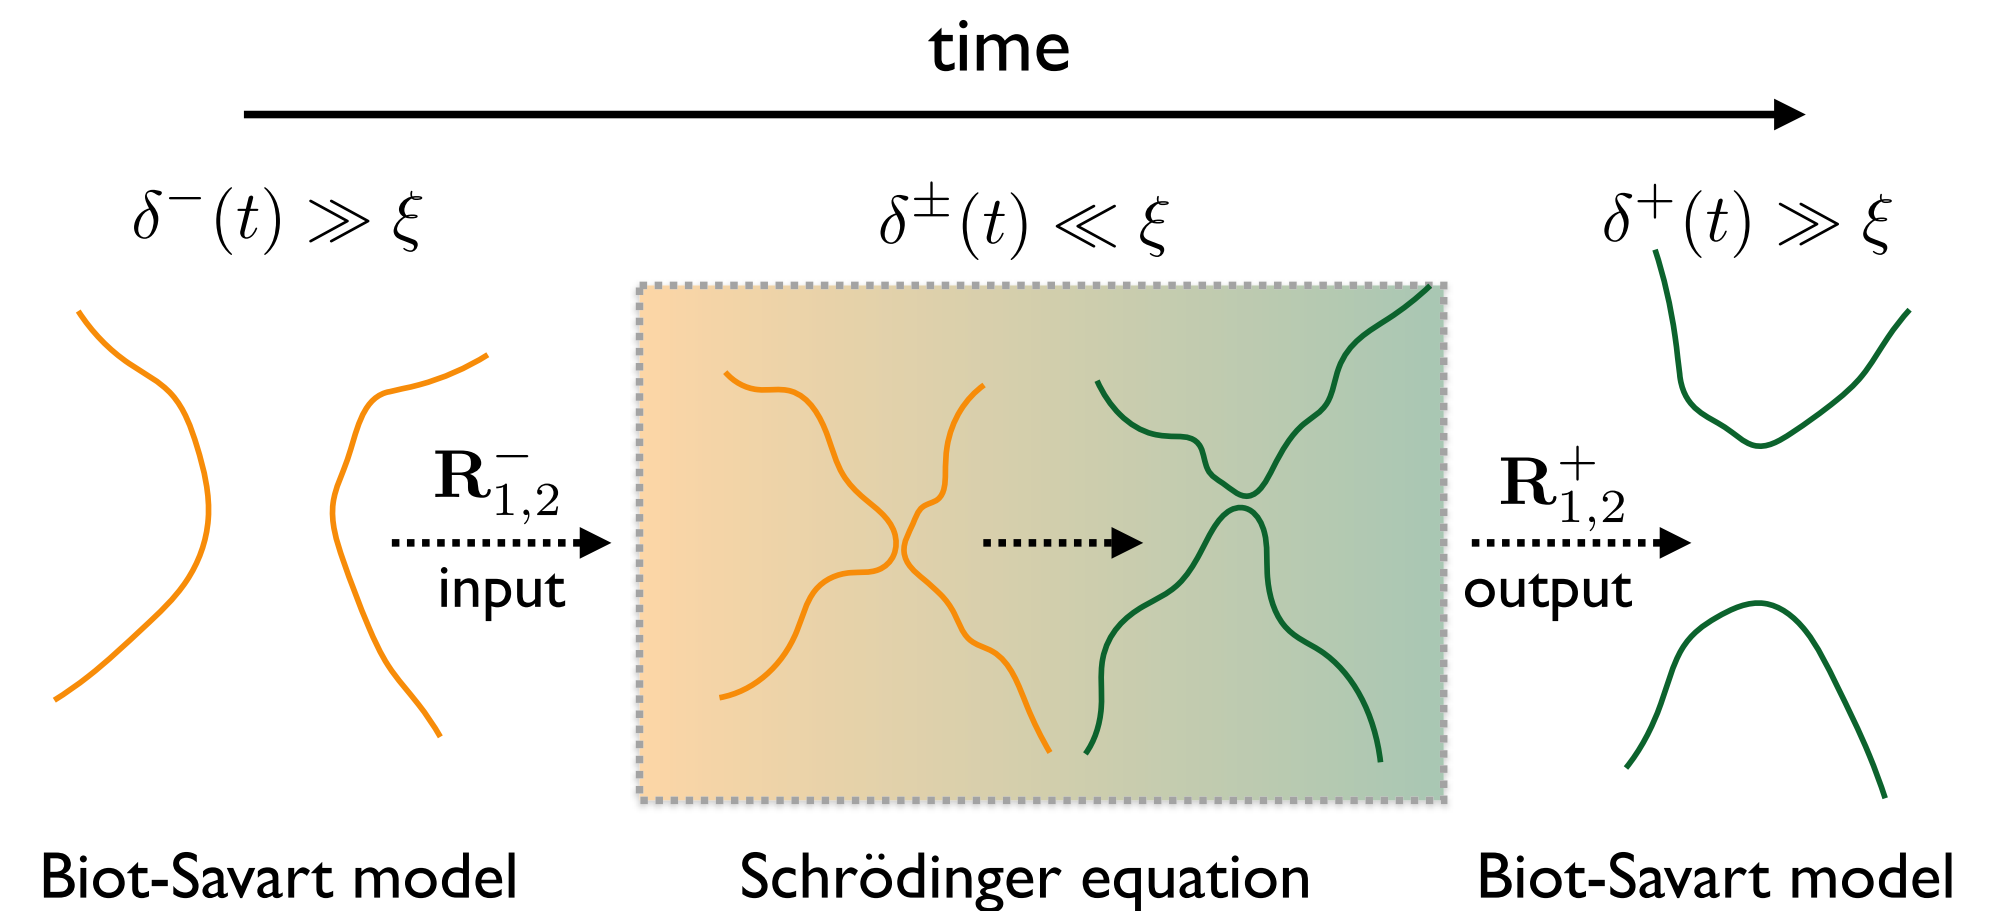 time
δ⁻(t) ≫ ξ
δ±(t) ≪ ξ
δ⁺(t) ≫ ξ
R⁻₁,₂
input
R⁺₁,₂
output
Biot-Savart model
Schrödinger equation
Biot-Savart model